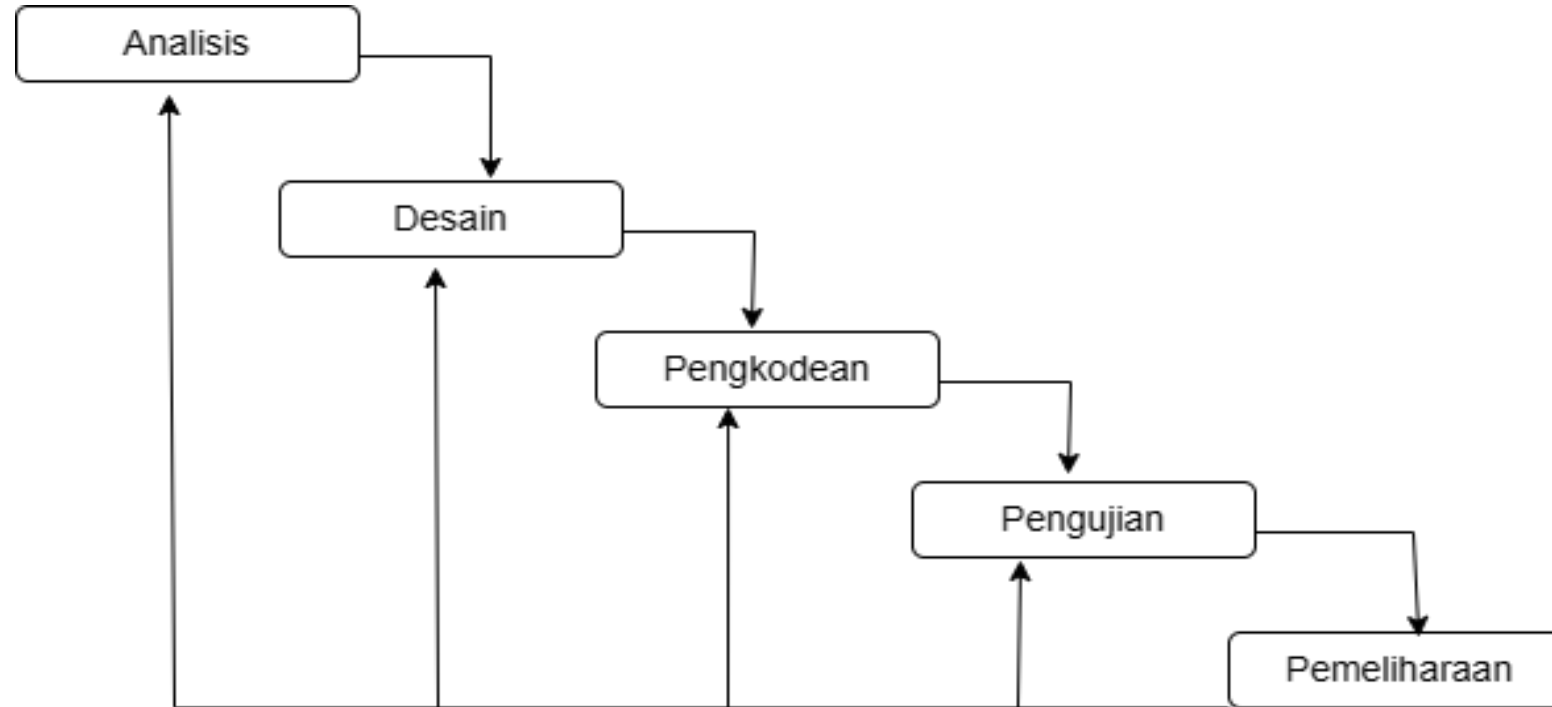 Analisis
Desain
Pengkodean
Pengujian
Pemeliharaan